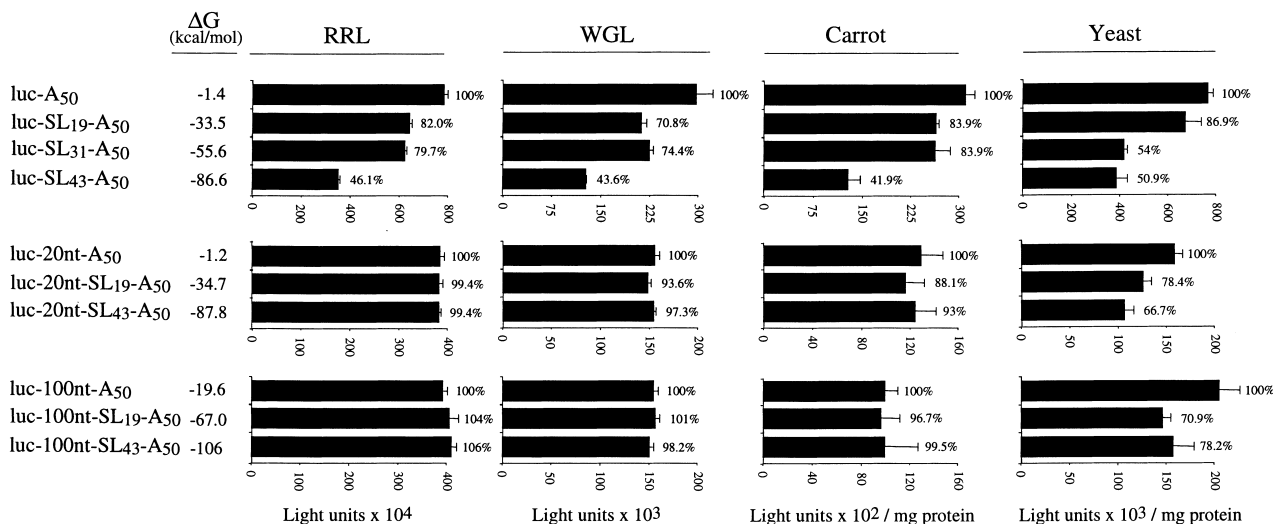 ΔG
(kcal/mol) RRL WGL Carrot Yeast
luc-A50 -1.4 100% 100% 100% 100%
luc-SL19-A50 -33.5 82.0% 70.8% 83.9% 86.9%
luc-SL31-A50 -55.6 79.7% 74.4% 83.9% 54%
luc-SL43-A50 -86.6 46.1% 43.6% 41.9% 50.9%
0 200 400 600 800 0 75 150 225 300 0 75 150 225 300 0 200 400 600 800
luc-20nt-A50 -1.2 100% 100% 100% 100%
luc-20nt-SL19-A50 -34.7 99.4% 93.6% 88.1% 78.4%
luc-20nt-SL43-A50 -87.8 99.4% 97.3% 93% 66.7%
0 100 200 300 400 0 50 100 150 200 0 40 80 120 160 0 50 100 150 200
luc-100nt-A50 -19.6 100% 100% 100% 100%
luc-100nt-SL19-A50 -67.0 104% 101% 96.7% 70.9%
luc-100nt-SL43-A50 -106 106% 98.2% 99.5% 78.2%
0 100 200 300 400 0 50 100 150 200 0 40 80 120 160 0 50 100 150 200
Light units x 104 Light units x 103 Light units x 102 / mg protein Light units x 103 / mg protein